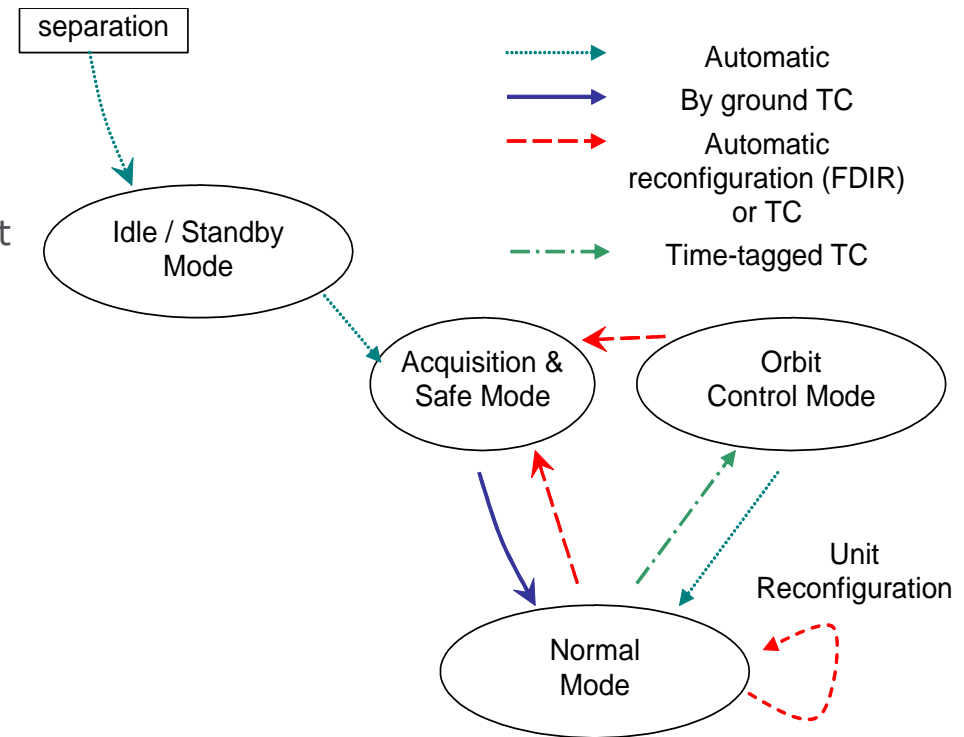 separation
Automatic
By ground TC
Automatic
reconfiguration (FDIR)
or TC
Time-tagged TC
t
Idle / Standby
Mode
Acquisition &
Safe Mode
Orbit
Control Mode
Unit
Reconfiguration
Normal
Mode